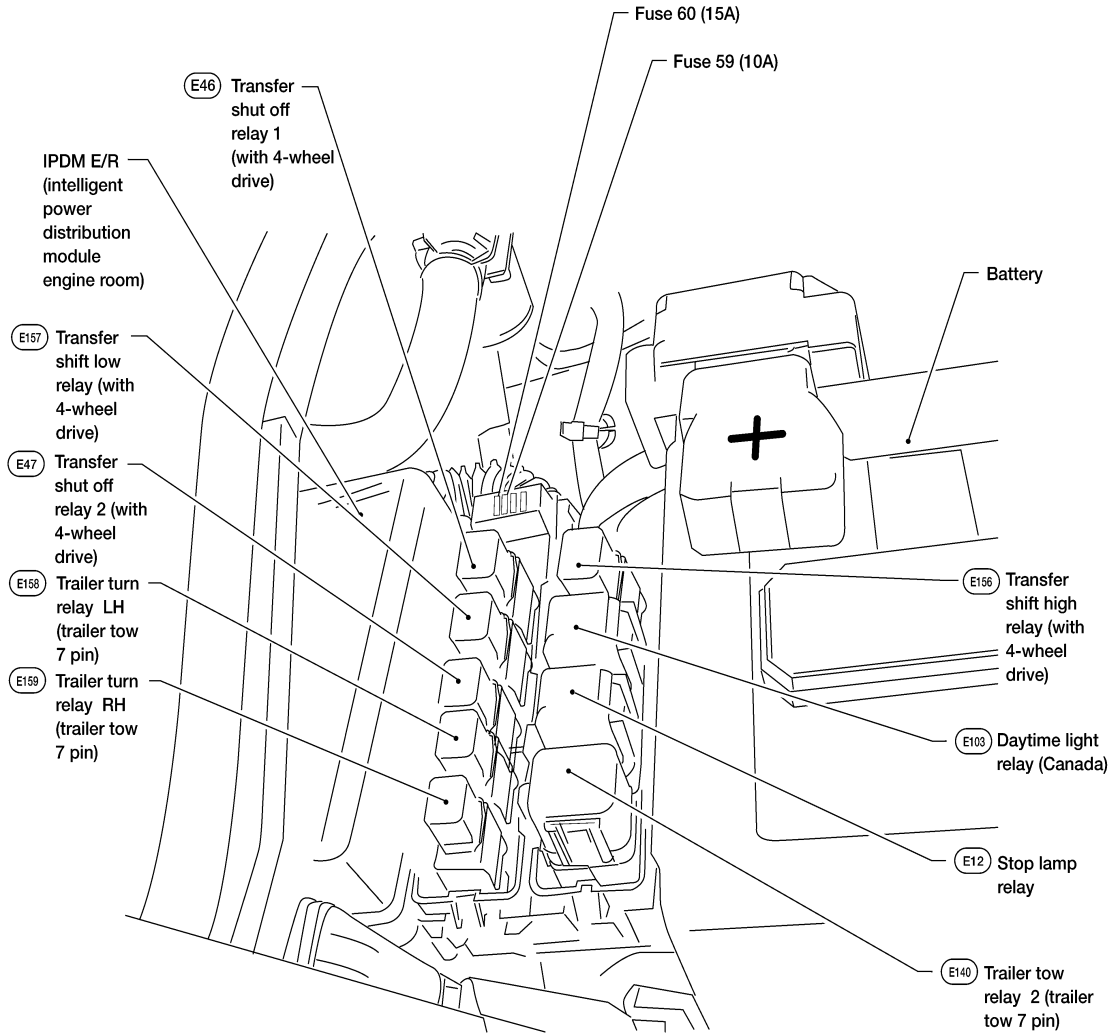 Fuse 60 (15A)
Fuse 59 (10A)
E46 Transfer
shut off
relay 1
(with 4-wheel
drive)
IPDM E/R
(intelligent
power
distribution
module
engine room)
Battery
E157 Transfer
shift low
relay (with
4-wheel
drive)
E47 Transfer
shut off
relay 2 (with
4-wheel
drive)
E158 Trailer turn
relay LH
(trailer tow
7 pin)
E159 Trailer turn
relay RH
(trailer tow
7 pin)
E156 Transfer
shift high
relay (with
4-wheel
drive)
E103 Daytime light
relay (Canada)
E12 Stop lamp
relay
E140 Trailer tow
relay 2 (trailer
tow 7 pin)